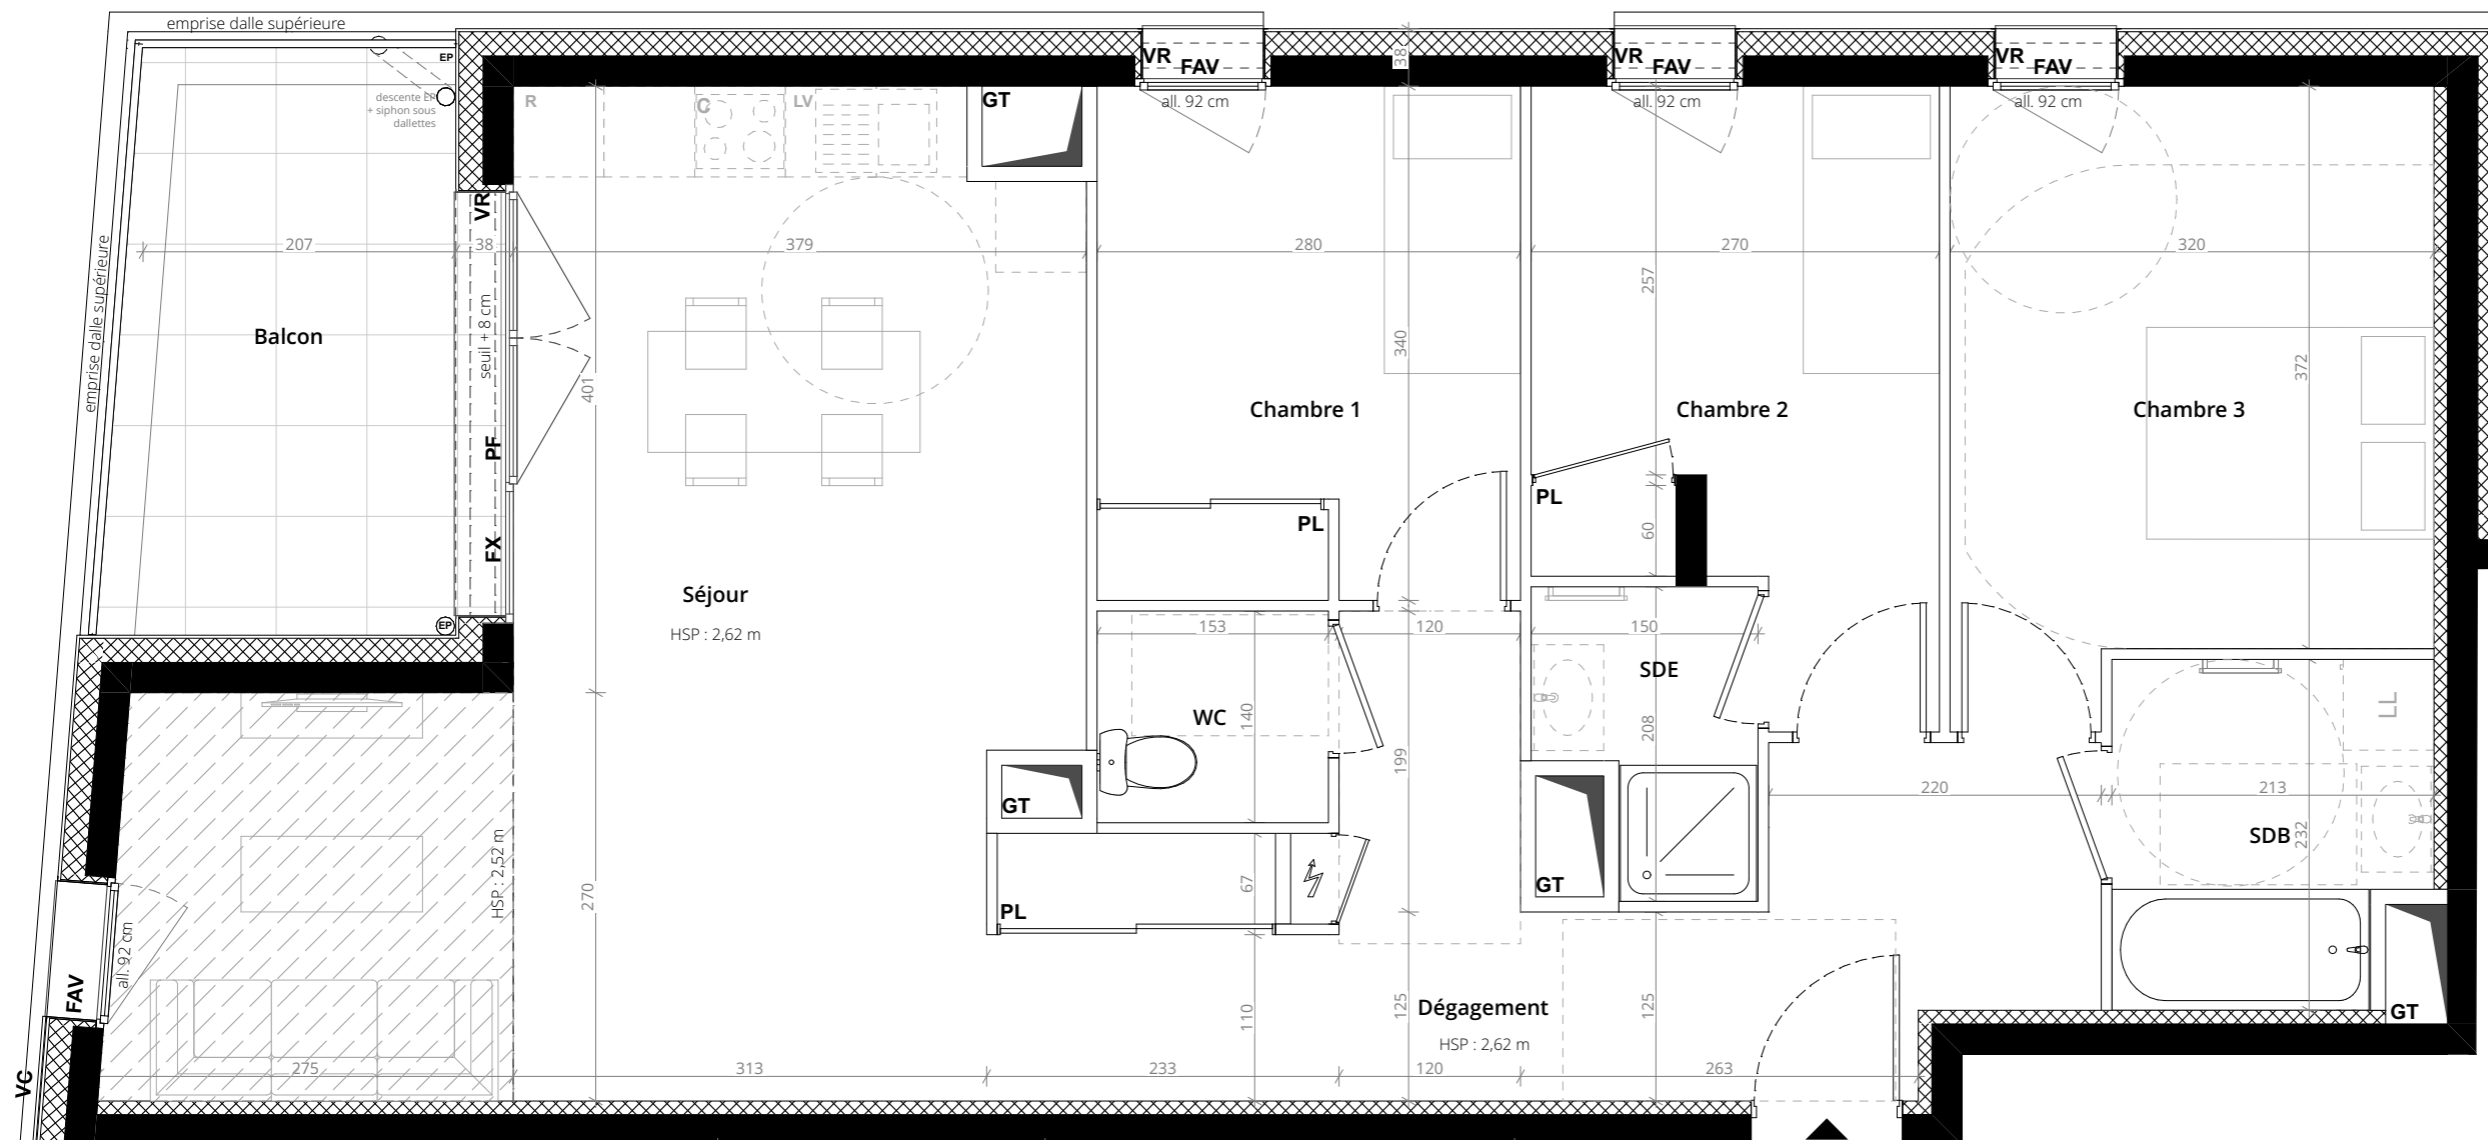 emprise dalle supérieure
emprise dalle supérieure
EP
descente EP
+ siphon sous
dallettes
VR
R
C
LV
GT
VR
FAV
all. 92 cm
38
VR
FAV
all. 92 cm
VR
FAV
all. 92 cm
207
38
379
280
270
320
Balcon
seuil + 8 cm
PF
FX
EP
401
257
340
372
Chambre 1
Chambre 2
Chambre 3
PL
PL
60
Séjour
HSP : 2,62 m
153
120
150
SDE
WC
140
208
199
LL
220
213
SDB
232
GT
GT
HSP : 2,52 m
270
67
PL
FAV
all. 92 cm
GT
Dégagement
HSP : 2,62 m
110
125
125
275
313
233
120
263
VC